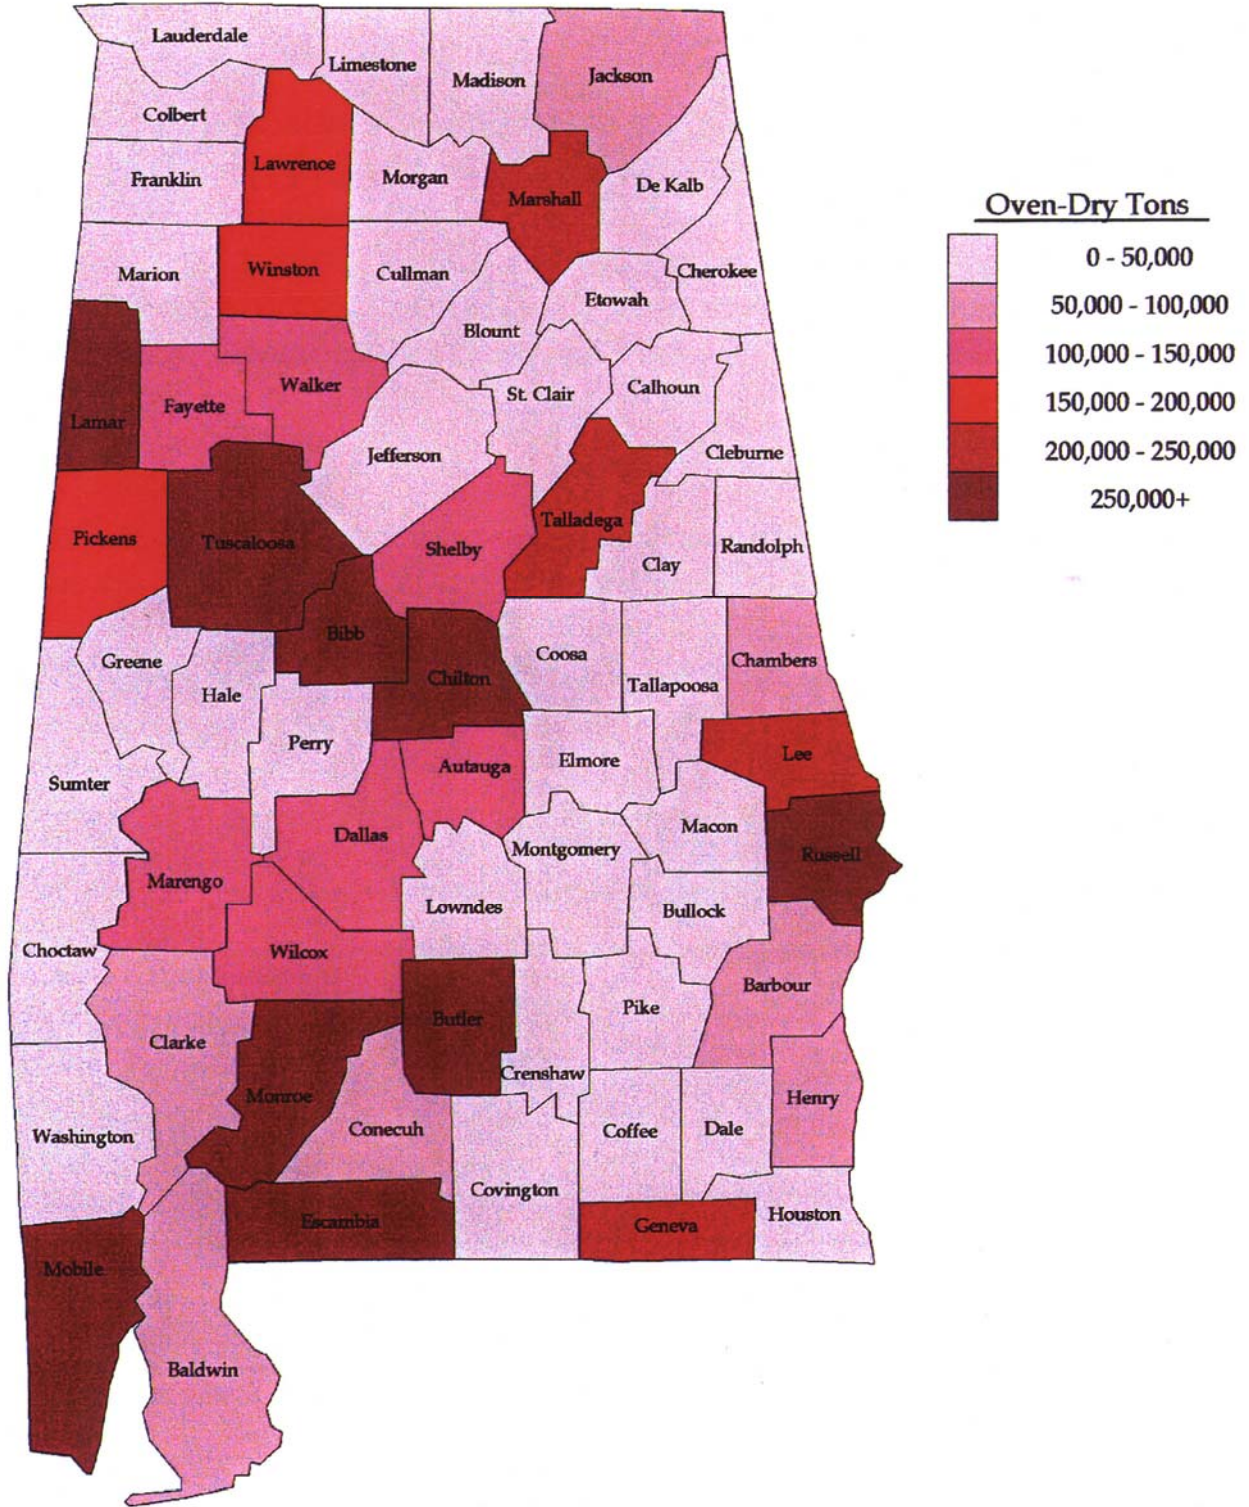 Lauderdale
Limestone
Madison
Jackson
Colbert
Lawrence
Franklin
Morgan
Marshall
De Kalb
Oven-Dry Tons
0 - 50,000
50,000 - 100,000
100,000 - 150,000
150,000 - 200,000
200,000 - 250,000
250,000+
Marion
Winston
Cullman
Cherokee
Etowah
Blount
Walker
St. Clair
Calhoun
Fayette
Lamar
Jefferson
Cleburne
Pickens
Tuscaloosa
Shelby
Talladega
Clay
Randolph
Bibb
Greene
Coosa
Chambers
Hale
Chilton
Tallapoosa
Perry
Sumter
Autauga
Elmore
Lee
Dallas
Macon
Montgomery
Russell
Marengo
Lowndes
Bullock
Choctaw
Wilcox
Barbour
Butler
Pike
Clarke
Crenshaw
Monroe
Henry
Washington
Conecuh
Coffee
Dale
Covington
Escambia
Geneva
Houston
Mobile
Baldwin